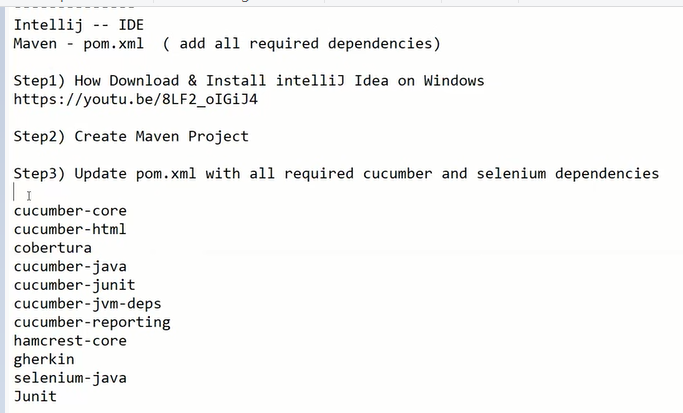 Intellij -- IDE
Maven - pom.xml  ( add all required dependencies)
Step1) How Download & Install intelliJ Idea on Windows
https://youtu.be/8LF2_oIGiJ4
Step2) Create Maven Project
Step3) Update pom.xml with all required cucumber and selenium dependencies
cucumber-core
cucumber-html
cobertura
cucumber-java
cucumber-junit
cucumber-jvm-deps
cucumber-reporting
hamcrest-core
gherkin
selenium-java
Junit